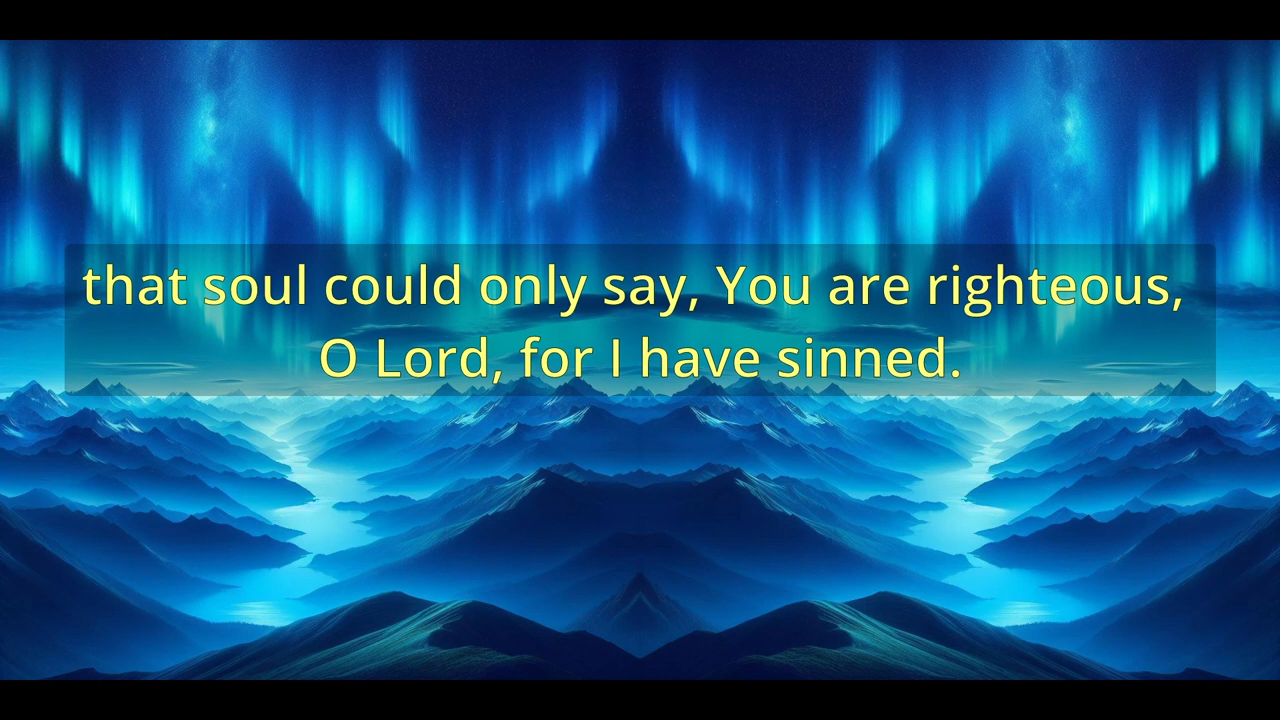 that soul could only say, You are righteous,
O Lord, for I have sinned.